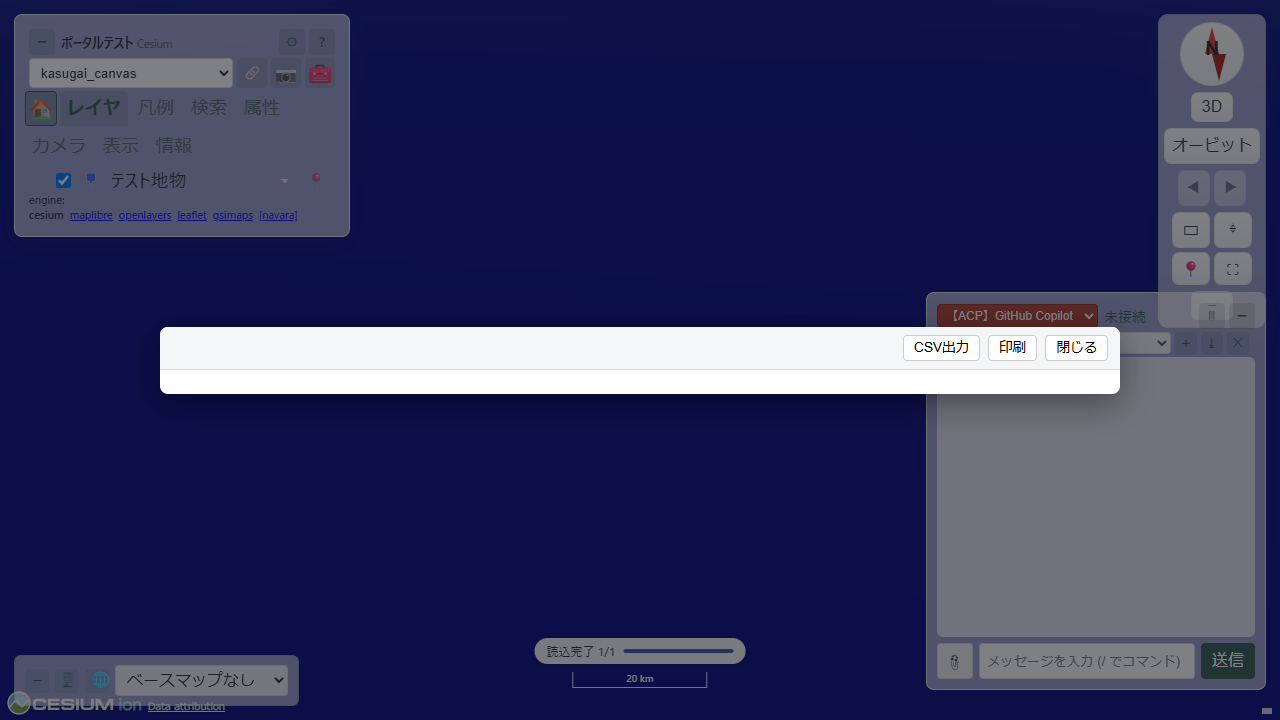 − ポータルテスト Cesium ?
kasugai_canvas
レイヤ 凡例 検索 属性
カメラ 表示 情報
テスト地物
engine:
cesium maplibre openlayers leaflet gsimaps [navara]
N
3D
オービット
【ACP】GitHub Copilot 未接続 −
CSV出力 印刷 閉じる
読込完了 1/1
20 km
メッセージを入力 (/ でコマンド) 送信
− ベースマップなし
CESIUM ion Data attribution